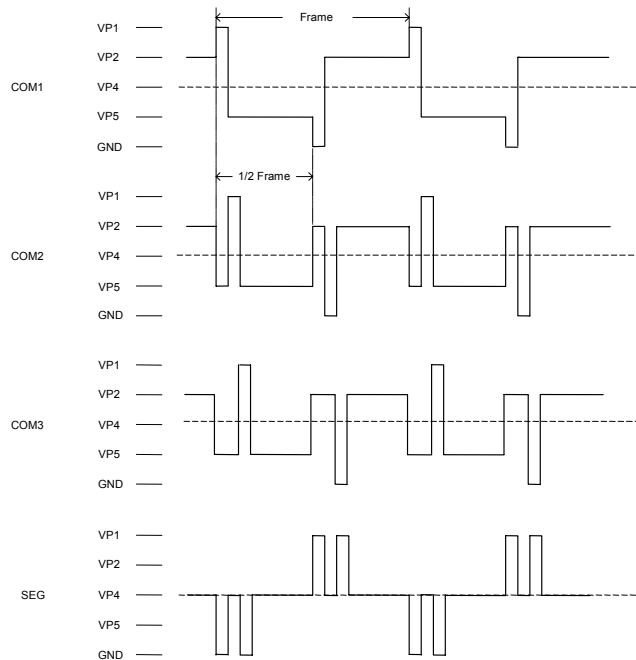 Frame
VP1
VP2
COM1
VP4
VP5
GND
1/2 Frame
VP1
VP2
COM2
VP4
VP5
GND
VP1
VP2
COM3
VP4
VP5
GND
VP1
VP2
SEG
VP4
VP5
GND